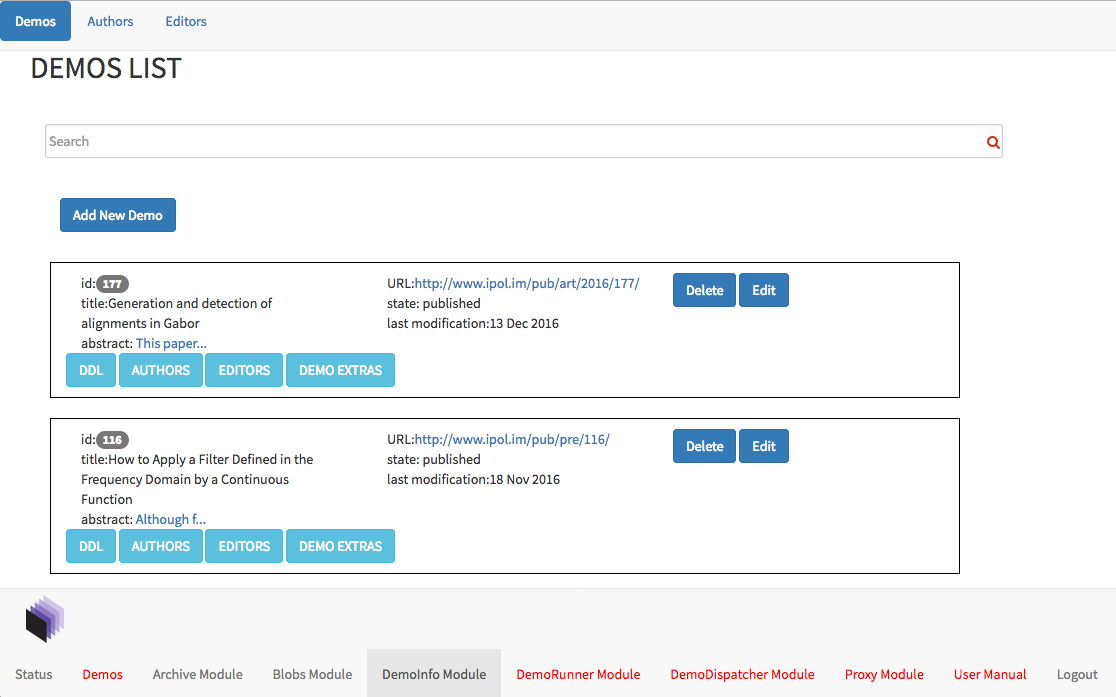 Demos Authors Editors
DEMOS LIST
Search
Add New Demo
id:177 URL:http://www.ipol.im/pub/art/2016/177/ Delete Edit
title:Generation and detection of state: published
alignments in Gabor last modification:13 Dec 2016
abstract: This paper...
DDL AUTHORS EDITORS DEMO EXTRAS
id:116 URL:http://www.ipol.im/pub/pre/116/ Delete Edit
title:How to Apply a Filter Defined in the state: published
Frequency Domain by a Continuous last modification:18 Nov 2016
Function
abstract: Although f...
DDL AUTHORS EDITORS DEMO EXTRAS
Status Demos Archive Module Blobs Module DemoInfo Module DemoRunner Module DemoDispatcher Module Proxy Module User Manual Logout